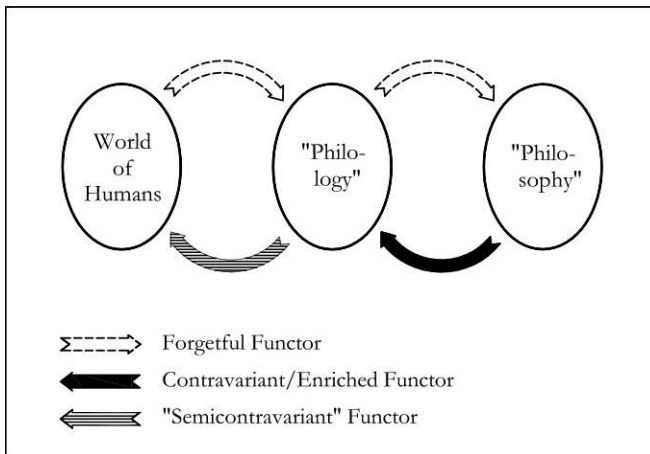 World
of
Humans
"Philo-
logy"
"Philo-
sophy"
Forgetful Functor
Contravariant/Enriched Functor
"Semicontravariant" Functor